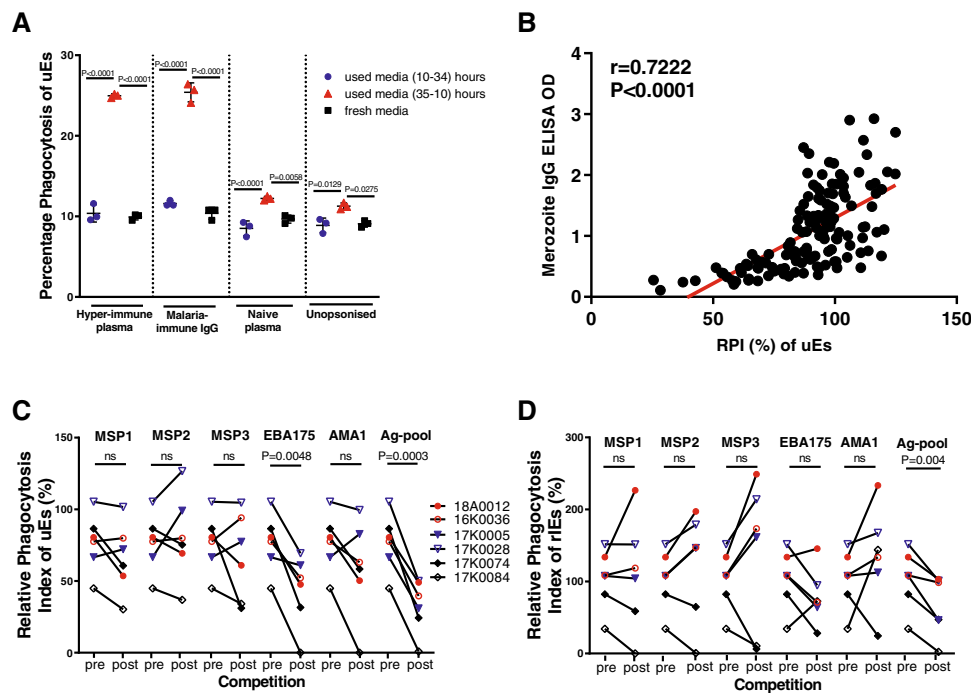 A
Percentage Phagocytosis of uEs
30
20
10
0
P<0.0001
P<0.0001
P<0.0001
P<0.0001
P<0.0001
P=0.0058
P=0.0129
P=0.0275
used media (10-34) hours
used media (35-10) hours
fresh media
Hyper-immune
plasma
Malaria-
immune IgG
Naive
plasma
Unopsonised
B
r=0.7222
P<0.0001
Merozoite IgG ELISA OD
4
3
2
1
0
0 50 100 150
RPI (%) of uEs
C
Relative Phagocytosis
Index of uEs (%)
150
100
50
0
MSP1 MSP2 MSP3 EBA175 AMA1 Ag-pool
ns ns ns P=0.0048 ns P=0.0003
18A0012
16K0036
17K0005
17K0028
17K0074
17K0084
pre post pre post pre post pre post pre post pre post
Competition
D
Relative Phagocytosis
Index of rIEs (%)
300
200
100
0
MSP1 MSP2 MSP3 EBA175 AMA1 Ag-pool
ns ns ns ns ns P=0.004
pre post pre post pre post pre post pre post pre post
Competition